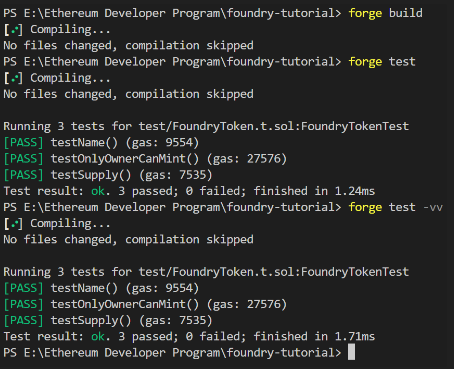 PS E:\Ethereum Developer Program\foundry-tutorial> forge build
[⠔] Compiling...
No files changed, compilation skipped
PS E:\Ethereum Developer Program\foundry-tutorial> forge test
[⠔] Compiling...
No files changed, compilation skipped
Running 3 tests for test/FoundryToken.t.sol:FoundryTokenTest
[PASS] testName() (gas: 9554)
[PASS] testOnlyOwnerCanMint() (gas: 27576)
[PASS] testSupply() (gas: 7535)
Test result: ok. 3 passed; 0 failed; finished in 1.24ms
PS E:\Ethereum Developer Program\foundry-tutorial> forge test -vv
[⠔] Compiling...
No files changed, compilation skipped
Running 3 tests for test/FoundryToken.t.sol:FoundryTokenTest
[PASS] testName() (gas: 9554)
[PASS] testOnlyOwnerCanMint() (gas: 27576)
[PASS] testSupply() (gas: 7535)
Test result: ok. 3 passed; 0 failed; finished in 1.71ms
PS E:\Ethereum Developer Program\foundry-tutorial>